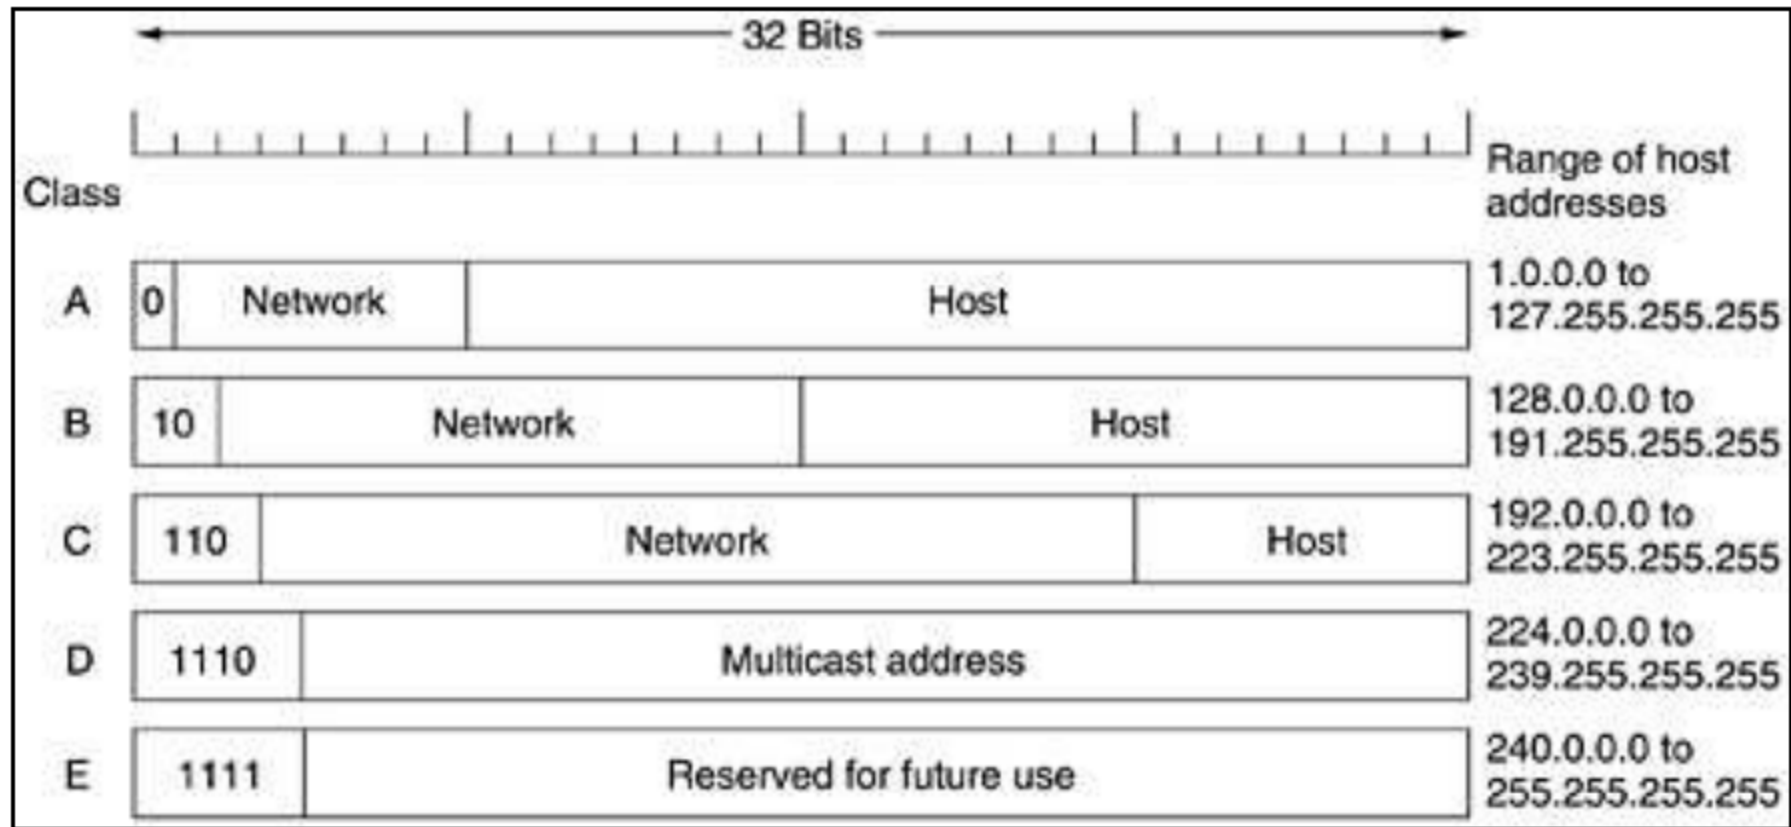 32 Bits
Class
Range of host
addresses
A
0
Network
Host
1.0.0.0 to
127.255.255.255
B
10
Network
Host
128.0.0.0 to
191.255.255.255
C
110
Network
Host
192.0.0.0 to
223.255.255.255
D
1110
Multicast address
224.0.0.0 to
239.255.255.255
E
1111
Reserved for future use
240.0.0.0 to
255.255.255.255